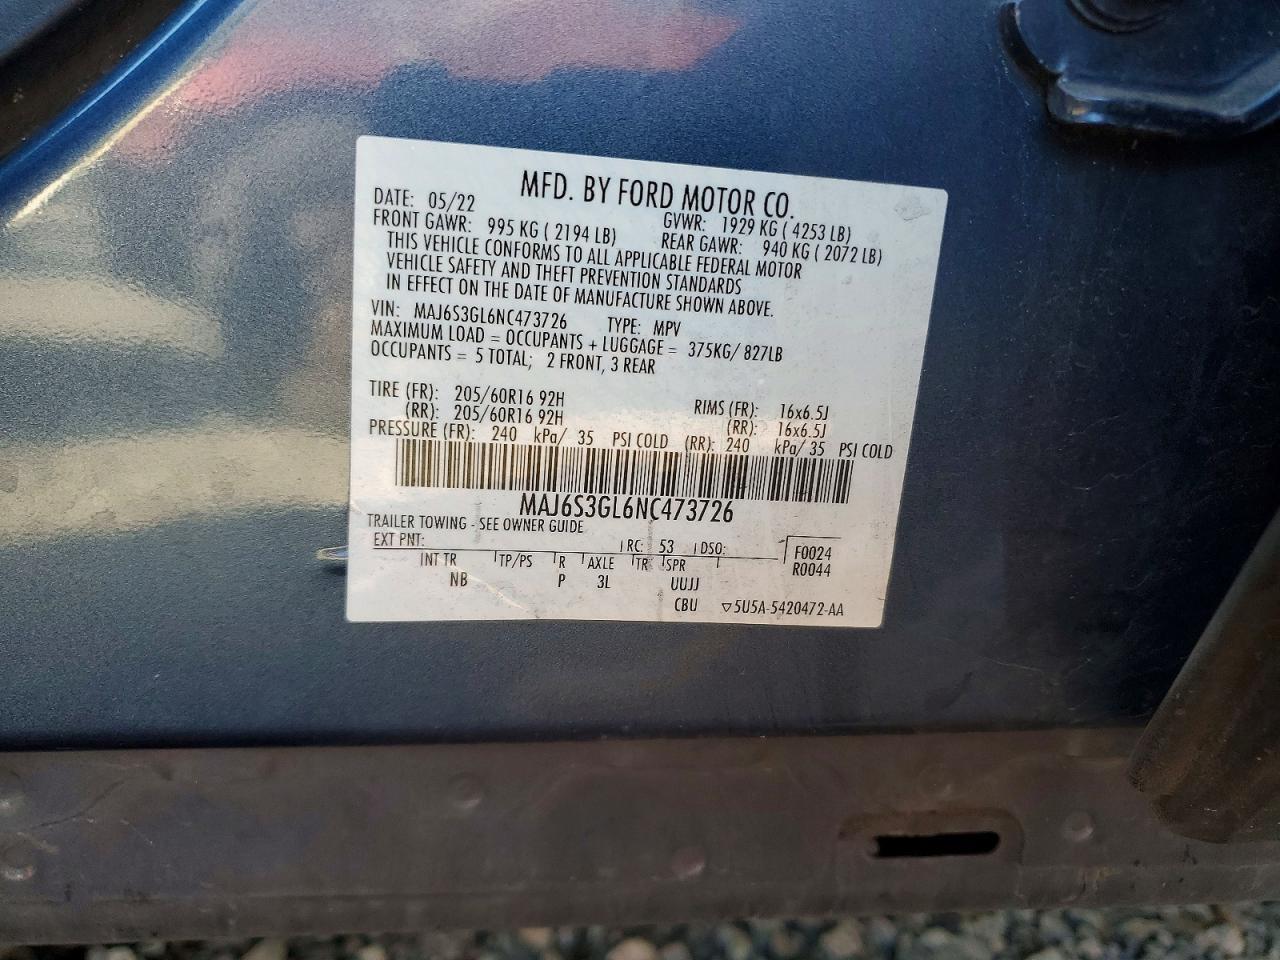 MFD. BY FORD MOTOR CO.
DATE: 05/22 GVWR: 1929 KG ( 4253 LB)
FRONT GAWR: 995 KG ( 2194 LB) REAR GAWR: 940 KG ( 2072 LB)
THIS VEHICLE CONFORMS TO ALL APPLICABLE FEDERAL MOTOR
VEHICLE SAFETY AND THEFT PREVENTION STANDARDS
IN EFFECT ON THE DATE OF MANUFACTURE SHOWN ABOVE.
VIN: MAJ6S3GL6NC473726 TYPE: MPV
MAXIMUM LOAD = OCCUPANTS + LUGGAGE = 375KG/ 827LB
OCCUPANTS = 5 TOTAL; 2 FRONT, 3 REAR
TIRE (FR): 205/60R16 92H RIMS (FR): 16x6.5J
(RR): 205/60R16 92H (RR): 16x6.5J
PRESSURE (FR): 240 kPa/ 35 PSI COLD (RR): 240 kPa/ 35 PSI COLD
MAJ6S3GL6NC473726
TRAILER TOWING - SEE OWNER GUIDE
EXT PNT: RC: 53 DSO: F0024
INT TR TP/PS R AXLE TR SPR R0044
NB P 3L UUJJ
CBU ▽5U5A-5420472-AA